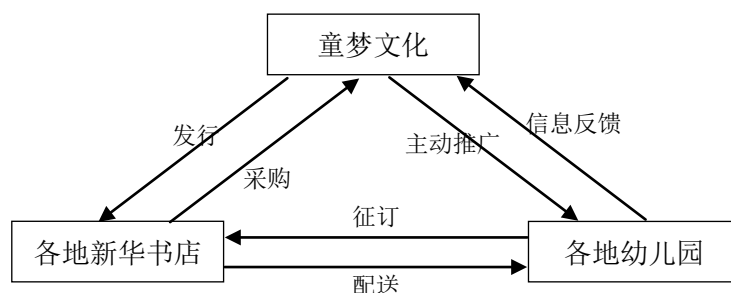 童梦文化
发行
采购
主动推广
信息反馈
征订
各地新华书店
各地幼儿园
配送